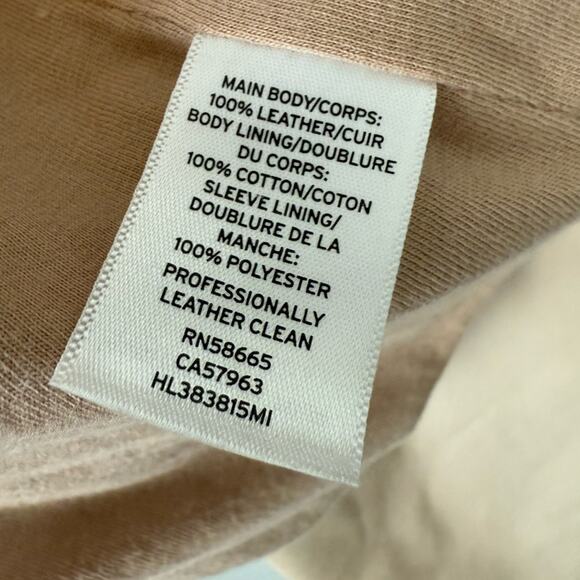 MAIN BODY/CORPS:
100% LEATHER/CUIR
BODY LINING/DOUBLURE
DU CORPS:
100% COTTON/COTON
SLEEVE LINING/
DOUBLURE DE LA
MANCHE:
100% POLYESTER
PROFESSIONALLY
LEATHER CLEAN
RN58665
CA57963
HL383815MI